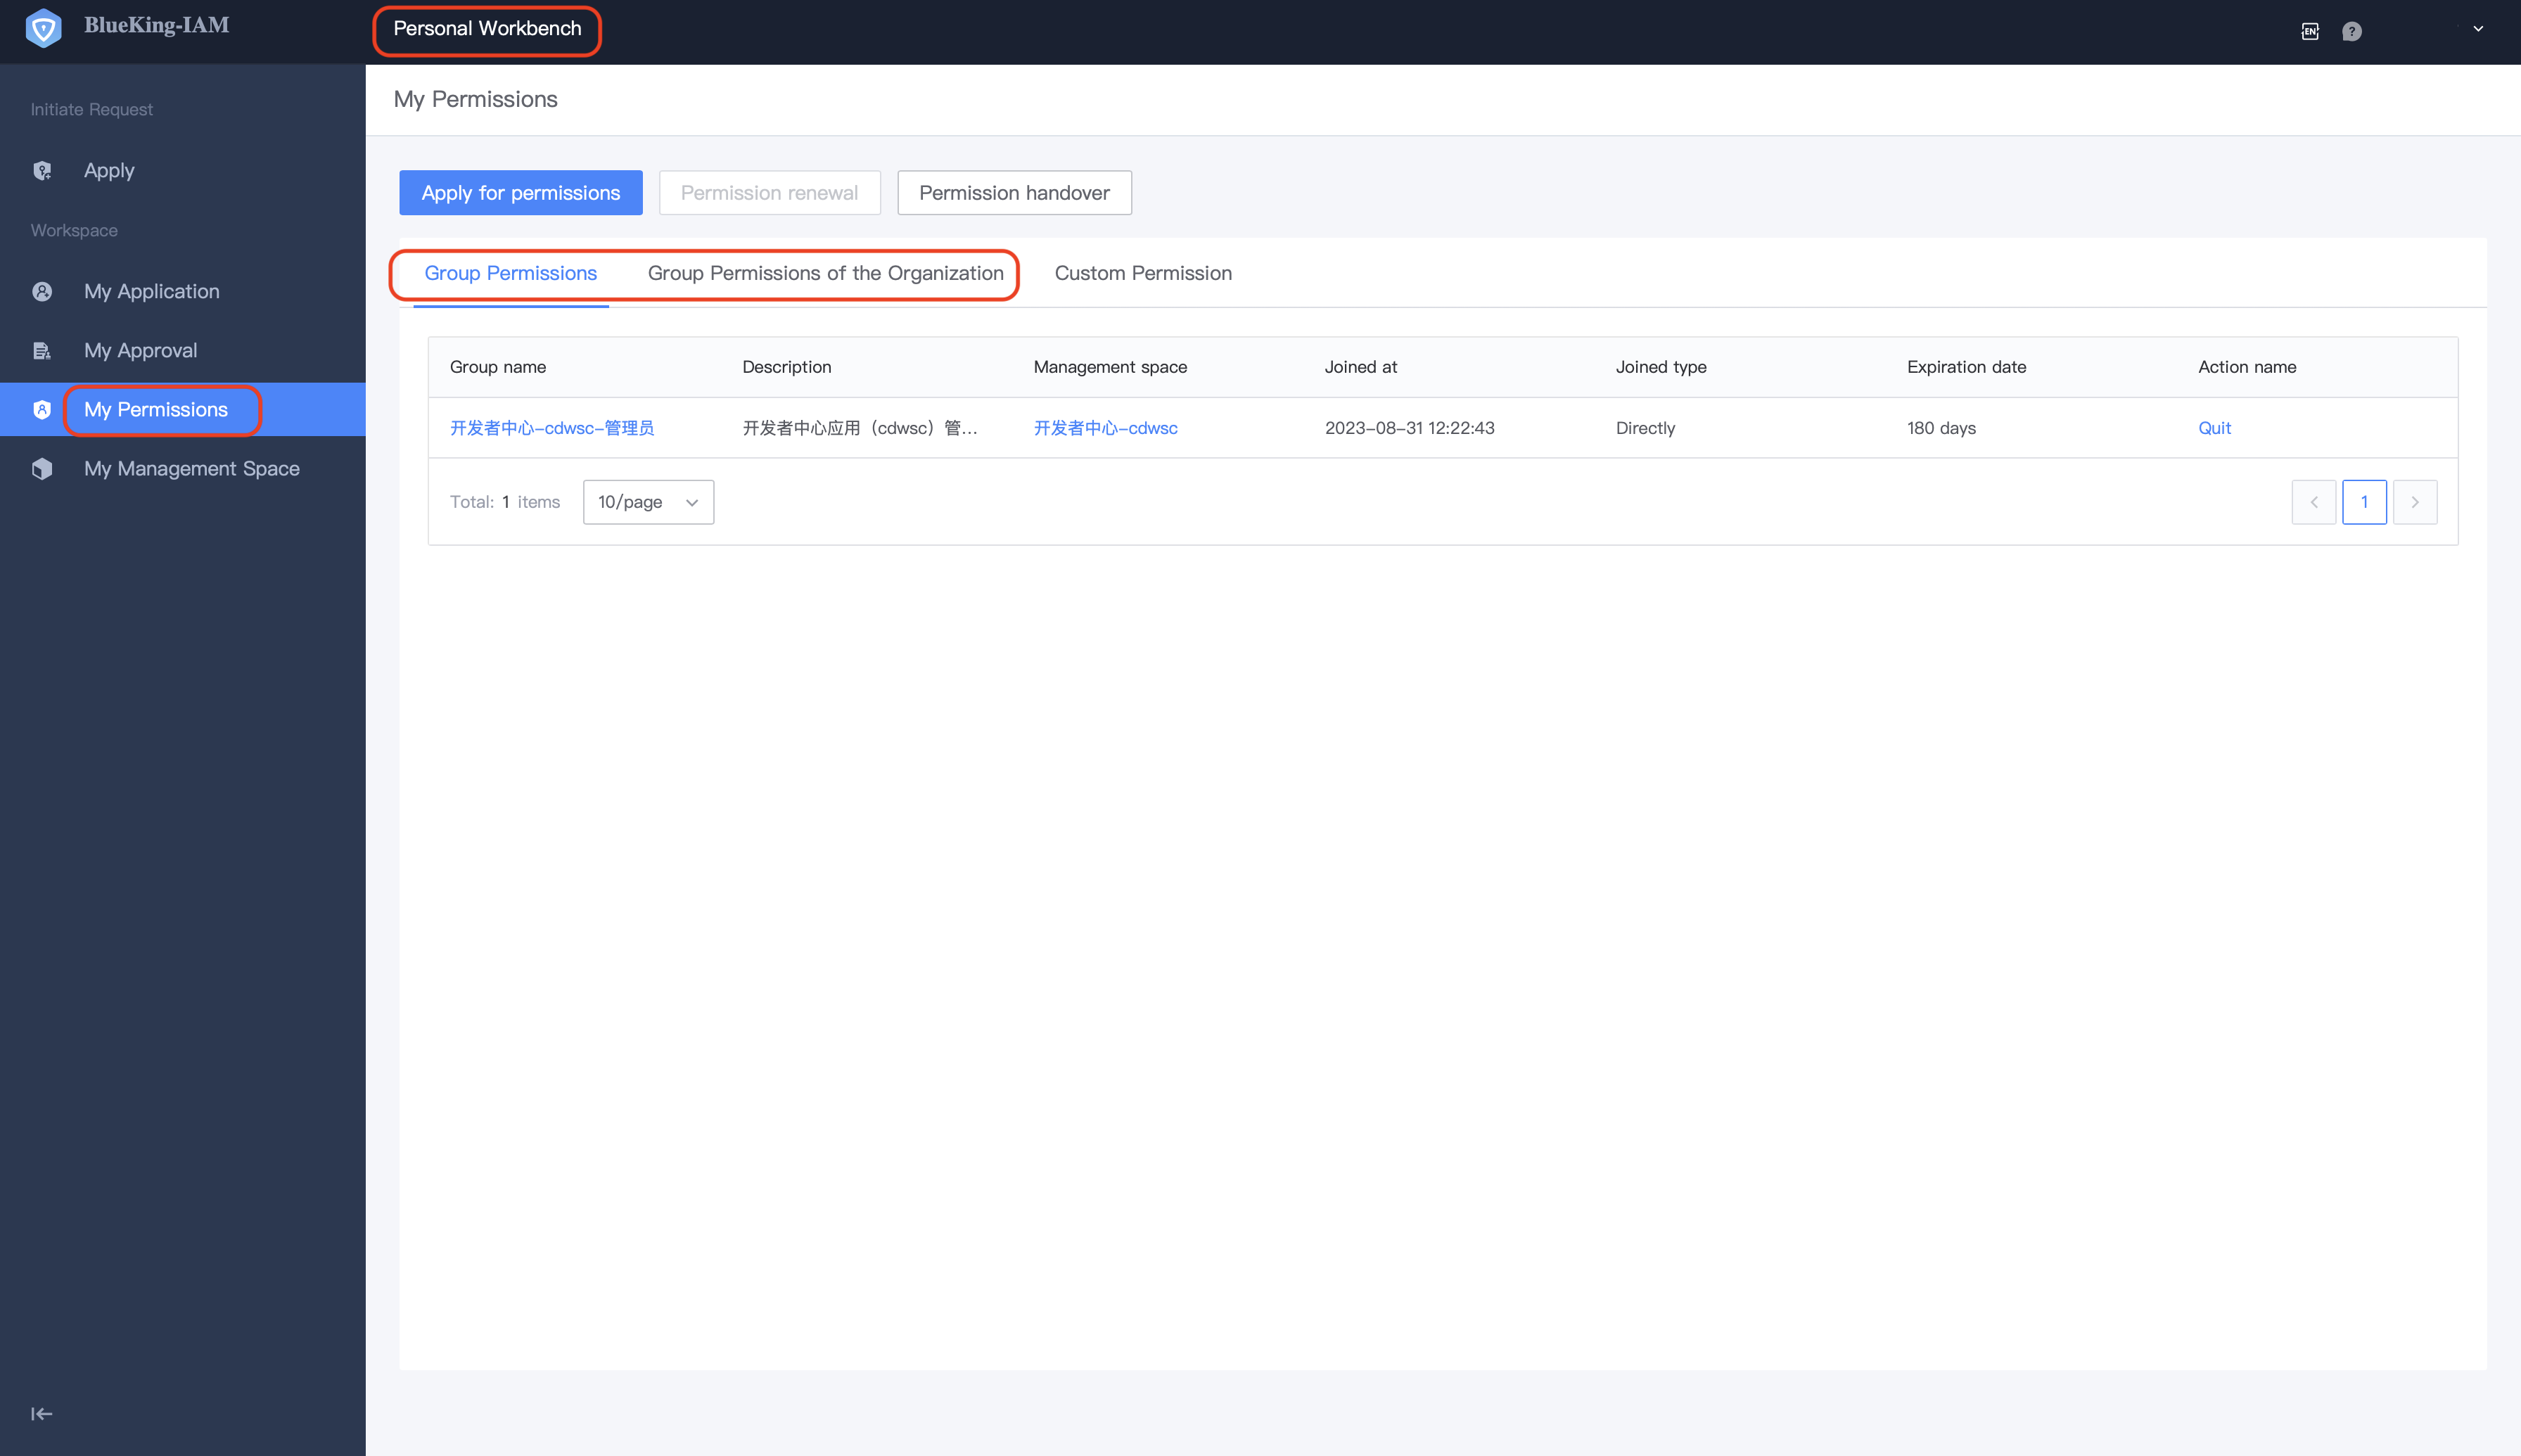 BlueKing-IAM
Personal Workbench
EN
?
Initiate Request
Apply
Workspace
My Application
My Approval
My Permissions
My Management Space
My Permissions
Apply for permissions
Permission renewal
Permission handover
Group Permissions
Group Permissions of the Organization
Custom Permission
Group name Description Management space Joined at Joined type Expiration date Action name
开发者中心-cdwsc-管理员 开发者中心应用（cdwsc）管... 开发者中心-cdwsc 2023-08-31 12:22:43 Directly 180 days Quit
Total: 1 items 10/page 1